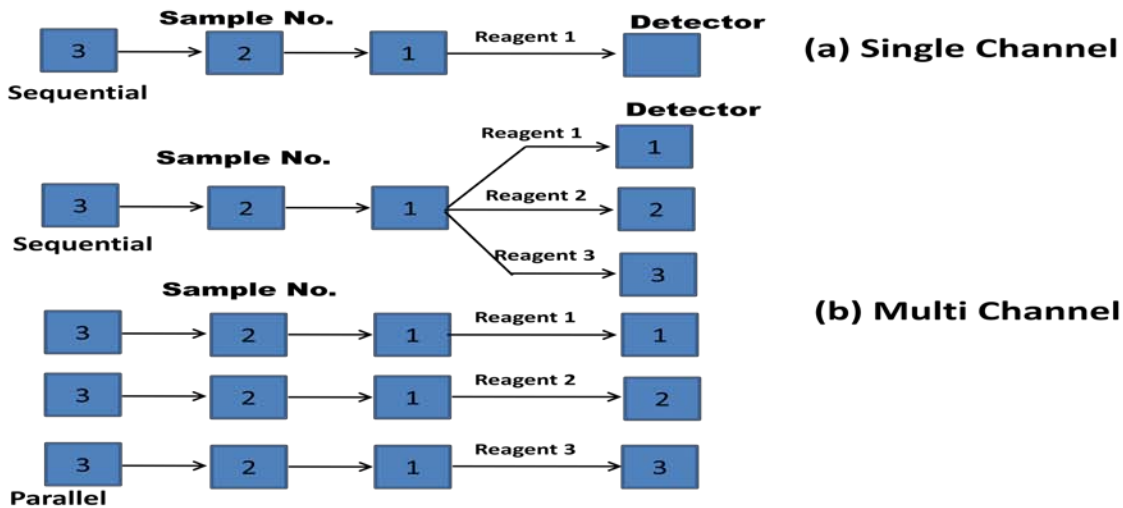 Sample No.
Detector
3
2
1
Reagent 1
(a) Single Channel
Sequential
Detector
Reagent 1
1
Sample No.
3
2
1
Reagent 2
2
Sequential
Reagent 3
3
Sample No.
(b) Multi Channel
3
2
1
Reagent 1
1
3
2
1
Reagent 2
2
3
2
1
Reagent 3
3
Parallel